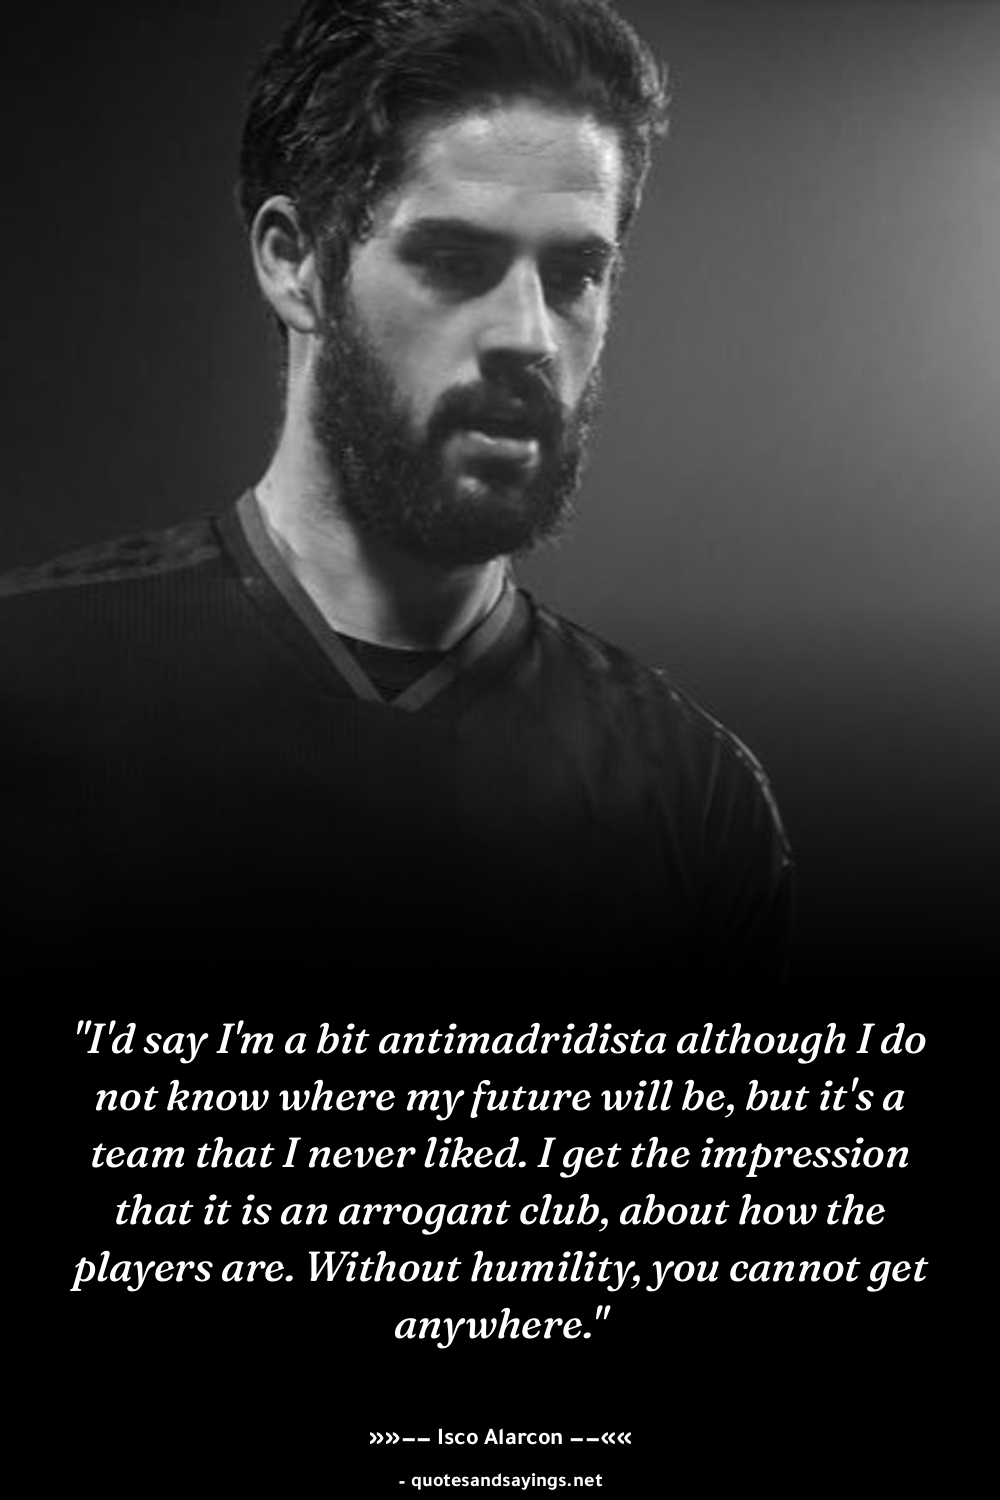 "I'd say I'm a bit antimadridista although I do
not know where my future will be, but it's a
team that I never liked. I get the impression
that it is an arrogant club, about how the
players are. Without humility, you cannot get
anywhere."
»»–– Isco Alarcon ––««
- quotesandsayings.net